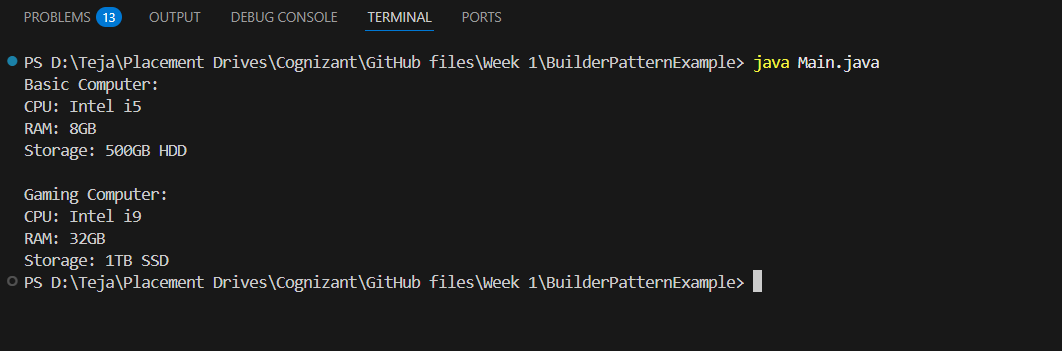 PROBLEMS 13 OUTPUT DEBUG CONSOLE TERMINAL PORTS
PS D:\Teja\Placement Drives\Cognizant\GitHub files\Week 1\BuilderPatternExample> java Main.java
Basic Computer:
CPU: Intel i5
RAM: 8GB
Storage: 500GB HDD
Gaming Computer:
CPU: Intel i9
RAM: 32GB
Storage: 1TB SSD
PS D:\Teja\Placement Drives\Cognizant\GitHub files\Week 1\BuilderPatternExample>